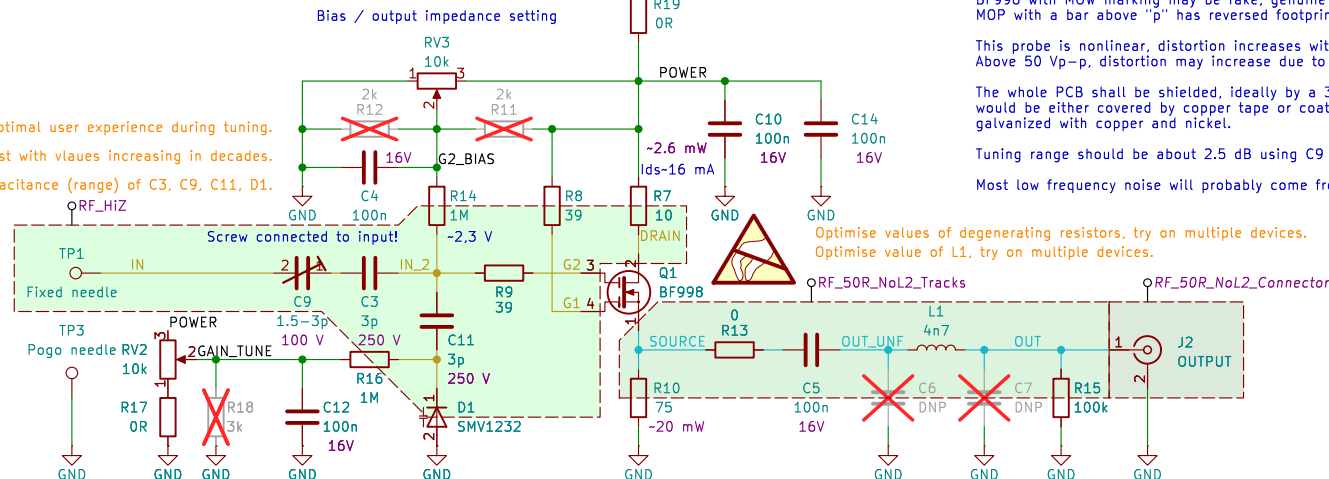 Bias / output impedance setting
R19
0R
BF998 with MOW marking may be fake, genuine
MOP with a bar above "p" has reversed footprin
This probe is nonlinear, distortion increases wit
Above 50 Vp-p, distortion may increase due to
The whole PCB shall be shielded, ideally by a 3
would be either covered by copper tape or coat
galvanized with copper and nickel.
Tuning range should be about 2.5 dB using C9
Most low frequency noise will probably come fr
RV3
10k
1
3
2
POWER
2k
R12
2k
R11
optimal user experience during tuning.
st with vlaues increasing in decades.
acitance (range) of C3, C9, C11, D1.
16V
G2_BIAS
C4
100n
GND
C10
100n
16V
GND
C14
100n
16V
GND
~2.6 mW
Ids~16 mA
RF_HiZ
R14
1M
~2,3 V
R8
39
R7
10
DRAIN
Screw connected to input!
Optimise values of degenerating resistors, try on multiple devices.
Optimise value of L1, try on multiple devices.
TP1
Fixed needle
IN
2
1
C9
1.5-3p
100 V
C3
3p
250 V
IN_2
R9
39
G2
3
G1
4
2
1
Q1
BF998
RF_50R_NoL2_Tracks
RF_50R_NoL2_Connector
TP3
Pogo needle
GND
POWER
RV2
10k
3
2
1
GAIN_TUNE
R17
0R
GND
R18
3k
GND
C12
100n
16V
GND
R16
1M
C11
3p
250 V
D1
SMV1232
1
2
GND
SOURCE
R10
75
~20 mW
GND
0
R13
C5
100n
16V
OUT_UNF
L1
4n7
OUT
C6
DNP
GND
C7
DNP
GND
R15
100k
GND
1
2
J2
OUTPUT
GND